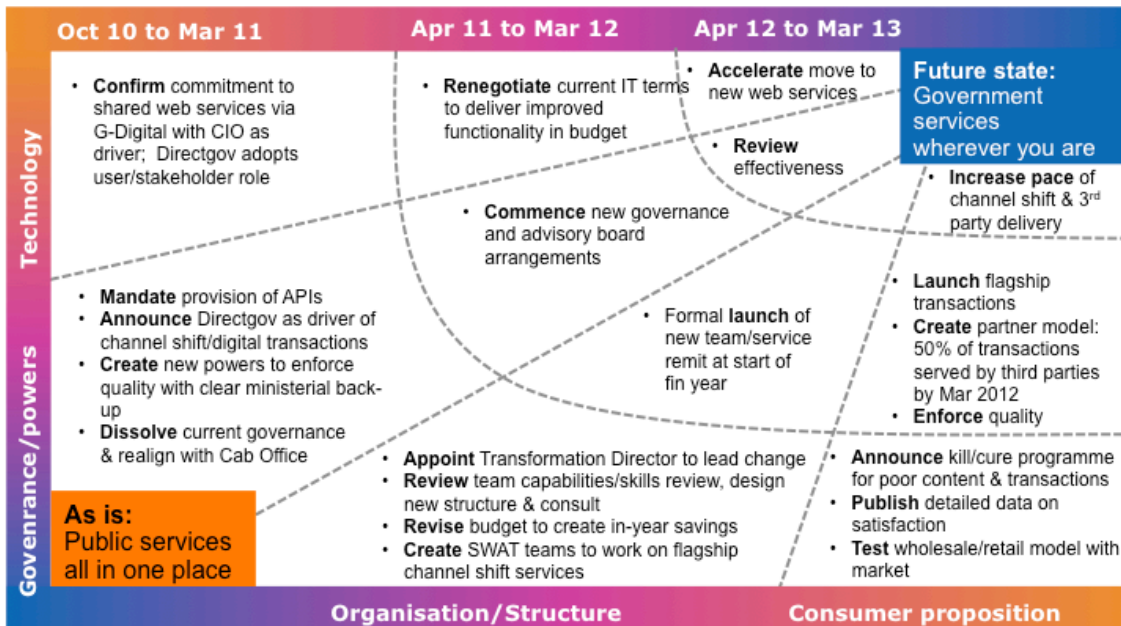 Oct 10 to Mar 11
Apr 11 to Mar 12
Apr 12 to Mar 13
Technology
Govenrance/powers
• Confirm commitment to
shared web services via
G-Digital with CIO as
driver; Directgov adopts
user/stakeholder role
• Renegotiate current IT terms
to deliver improved
functionality in budget
• Accelerate move to
new web services
• Review
effectiveness
Future state:
Government
services
wherever you are
• Increase pace of
channel shift & 3rd
party delivery
• Commence new governance
and advisory board
arrangements
• Mandate provision of APIs
• Announce Directgov as driver of
channel shift/digital transactions
• Create new powers to enforce
quality with clear ministerial back-
up
• Dissolve current governance
& realign with Cab Office
• Formal launch of
new team/service
remit at start of
fin year
• Launch flagship
transactions
• Create partner model:
50% of transactions
served by third parties
by Mar 2012
• Enforce quality
As is:
Public services
all in one place
• Appoint Transformation Director to lead change
• Review team capabilities/skills review, design
new structure & consult
• Revise budget to create in-year savings
• Create SWAT teams to work on flagship
channel shift services
• Announce kill/cure programme
for poor content & transactions
• Publish detailed data on
satisfaction
• Test wholesale/retail model with
market
Organisation/Structure
Consumer proposition